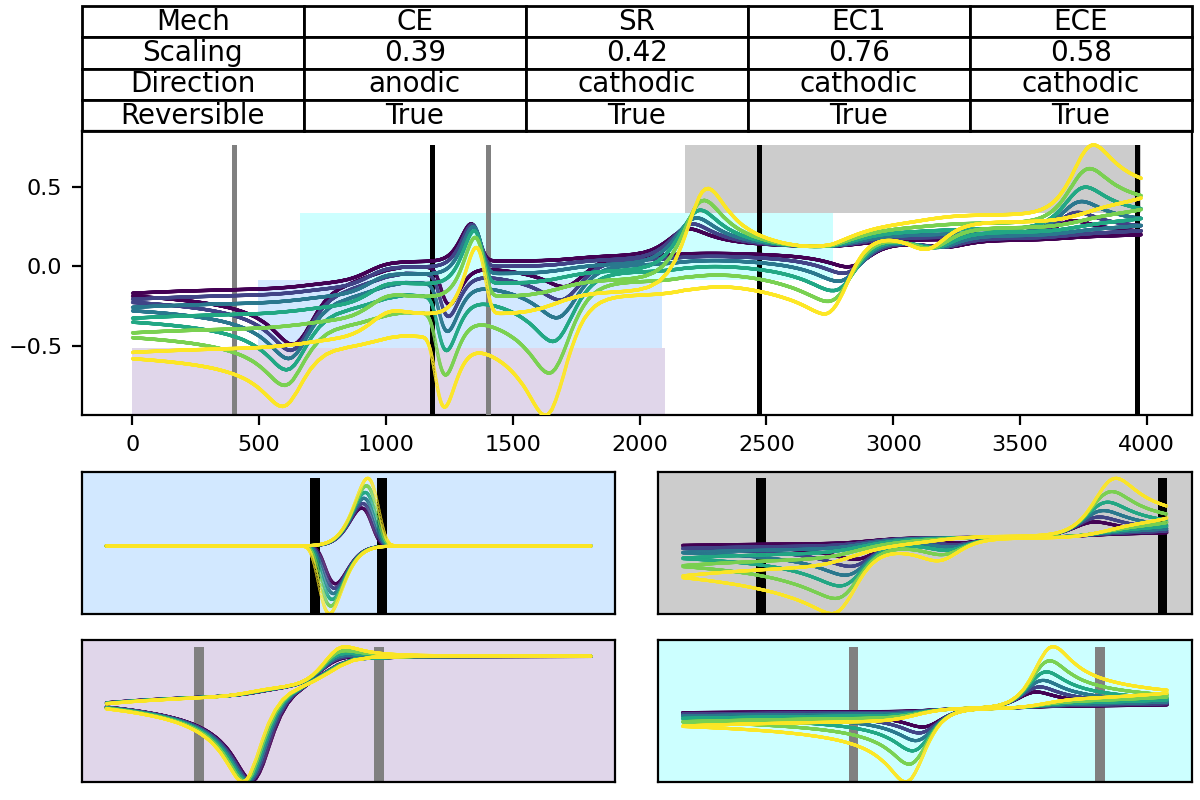 Mech CE SR EC1 ECE
Scaling 0.39 0.42 0.76 0.58
Direction anodic cathodic cathodic cathodic
Reversible True True True True
0.5
0.0
−0.5
0 500 1000 1500 2000 2500 3000 3500 4000